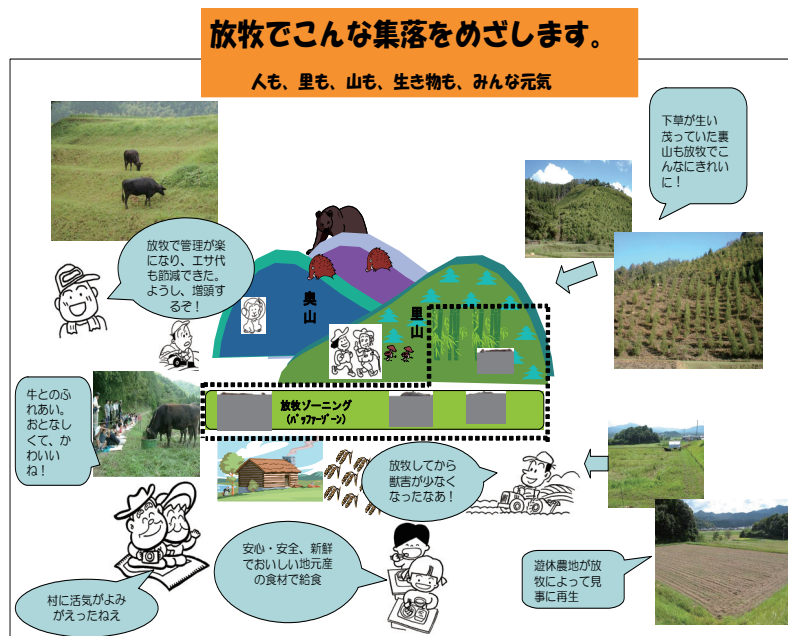 放牧でこんな集落をめざします。
人も、里も、山も、生き物も、みんな元気
下草が生い
茂っていた裏
山も放牧でこ
んなにきれい
に！
放牧で管理が楽
になり、エサ代
も節減できた。
ようし、増頭す
るぞ！
奥山
里山
牛とのふ
れあい。
おとなし
くて、か
わいい
ね！
放牧ゾーニング
(ﾊﾞｯﾌｧｰｿﾞｰﾝ)
放牧してから
獣害が少なく
なったなあ！
安心・安全、新鮮
でおいしい地元産
の食材で給食
遊休農地が放
牧によって見
事に再生
村に活気がよみ
がえったねえ